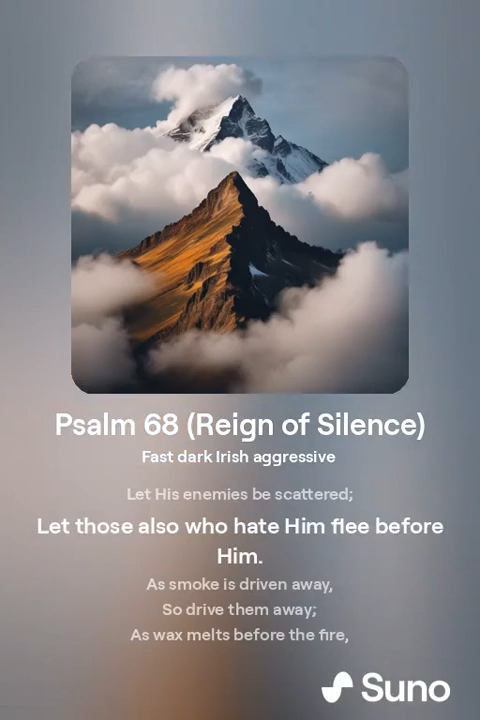 Psalm 68 (Reign of Silence)
Fast dark Irish aggressive
Let His enemies be scattered;
Let those also who hate Him flee before
Him.
As smoke is driven away,
So drive them away;
As wax melts before the fire,
Suno